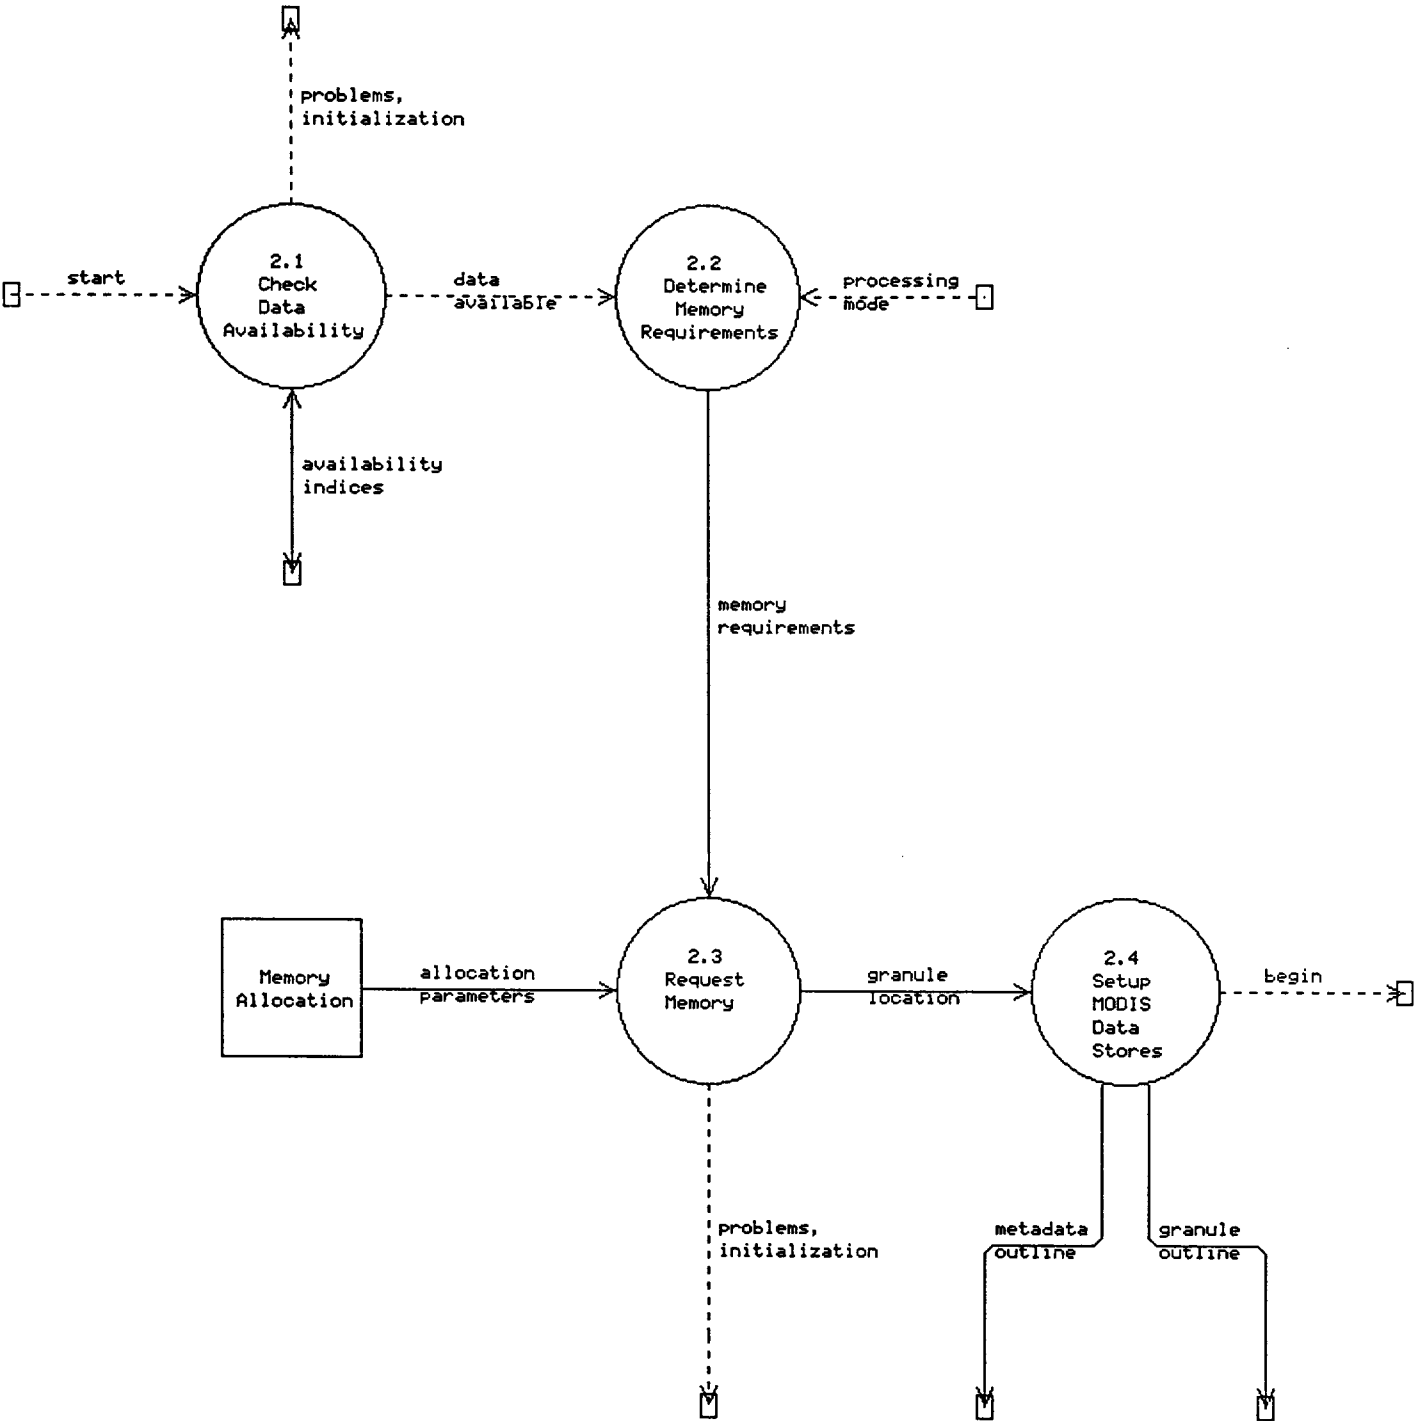 problems,
initialization
2.1
Check
Data
Availability
start
data
available
2.2
Determine
Memory
Requirements
processing
mode
availability
indices
memory
requirements
Memory
Allocation
allocation
parameters
2.3
Request
Memory
granule
location
2.4
Setup
MODIS
Data
Stores
begin
problems,
initialization
metadata
outline
granule
outline